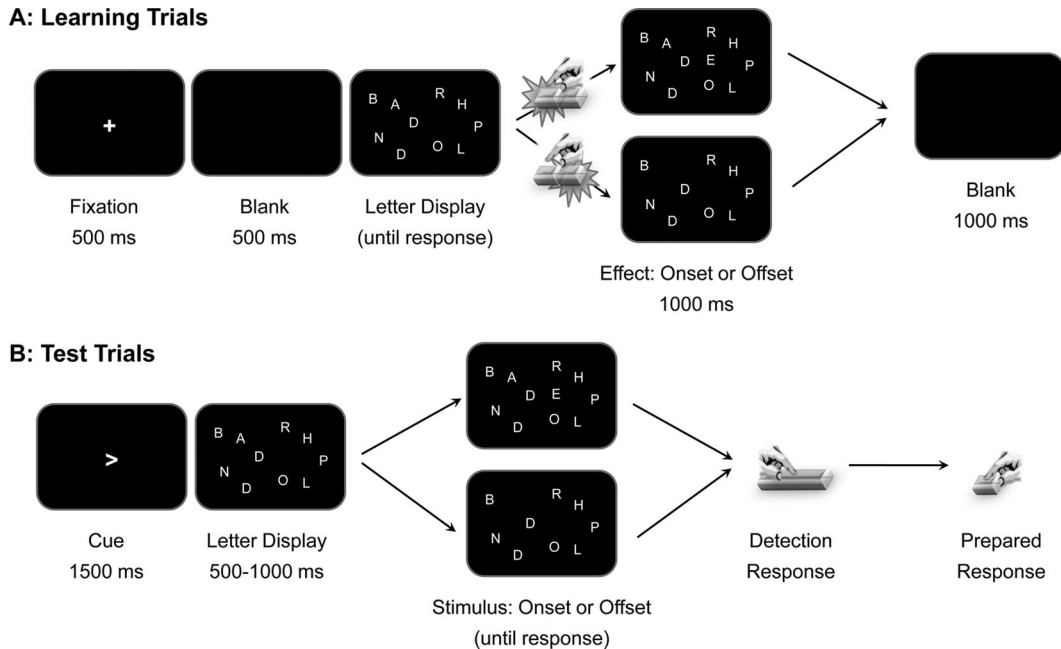 A: Learning Trials
+
B A R H
D
N D O L P
B A R H
D E
N D O L P
B R H
D
N D O L P
Fixation
500 ms
Blank
500 ms
Letter Display
(until response)
Effect: Onset or Offset
1000 ms
Blank
1000 ms
B: Test Trials
>
B A R H
D
N D O L P
B A R H
D E
N D O L P
B R H
D
N D O L P
Cue
1500 ms
Letter Display
500-1000 ms
Stimulus: Onset or Offset
(until response)
Detection
Response
Prepared
Response